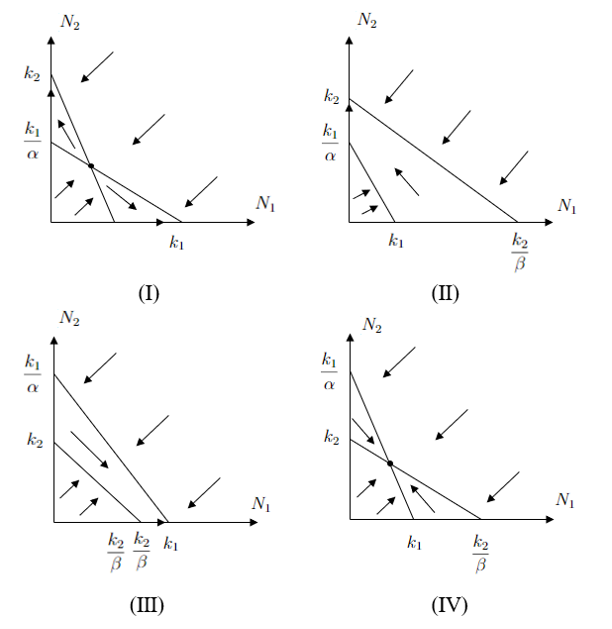 N₂
k₂
k₁/α
N₁
k₁
(I)
N₂
k₂
k₁/α
N₁
k₁
k₂/β
(II)
N₂
k₁/α
k₂
N₁
k₂/β k₂/β k₁
(III)
N₂
k₁/α
k₂
N₁
k₁
k₂/β
(IV)